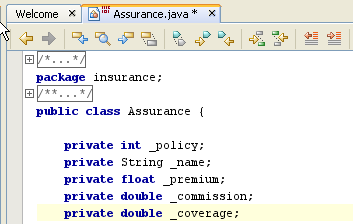 Welcome
Assurance.java *
/*...*/
package insurance;
/**...*/
public class Assurance {
private int _policy;
private String _name;
private float _premium;
private double _commission;
private double _coverage;